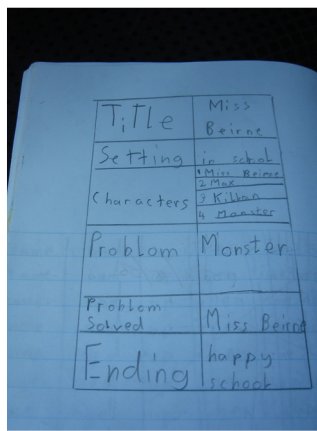 Title
Miss
Beirne
Setting
in school
Characters
1 Miss Beirne
2 Max
3 Killian
4 Monster
Problom
Monster
Problom
Solved
Miss Beirne
Ending
happy
school